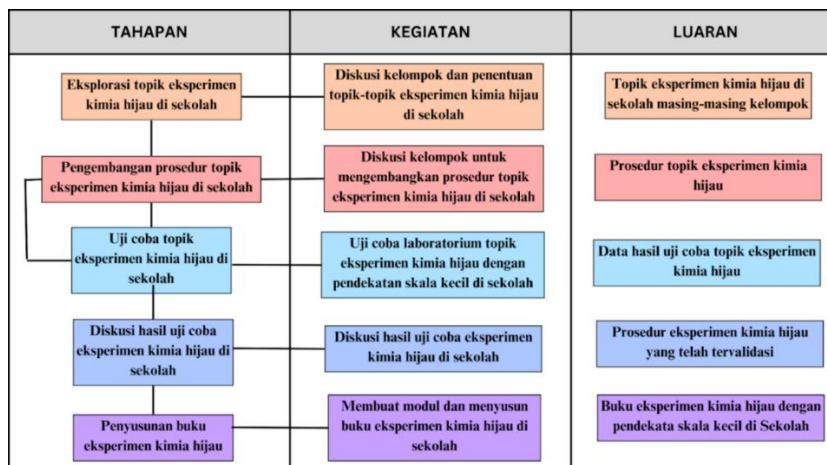 TAHAPAN
KEGIATAN
LUARAN
Eksplorasi topik eksperimen
kimia hijau di sekolah
Diskusi kelompok dan penentuan
topik-topik eksperimen kimia hijau
di sekolah
Topik eksperimen kimia hijau di
sekolah masing-masing kelompok
Pengembangan prosedur topik
eksperimen kimia hijau di sekolah
Diskusi kelompok untuk
mengembangkan prosedur topik
eksperimen kimia hijau di sekolah
Prosedur topik eksperimen kimia
hijau
Uji coba topik
eksperimen kimia hijau di
sekolah
Uji coba laboratorium topik
eksperimen kimia hijau dengan
pendekatan skala kecil di sekolah
Data hasil uji coba topik eksperimen
kimia hijau
Diskusi hasil uji coba
eksperimen kimia hijau di
sekolah
Diskusi hasil uji coba eksperimen
kimia hijau di sekolah
Prosedur eksperimen kimia hijau
yang telah tervalidasi
Penyusunan buku
eksperimen kimia hijau
Membuat modul dan menyusun
buku eksperimen kimia hijau di
sekolah
Buku eksperimen kimia hijau dengan
pendekata skala kecil di Sekolah